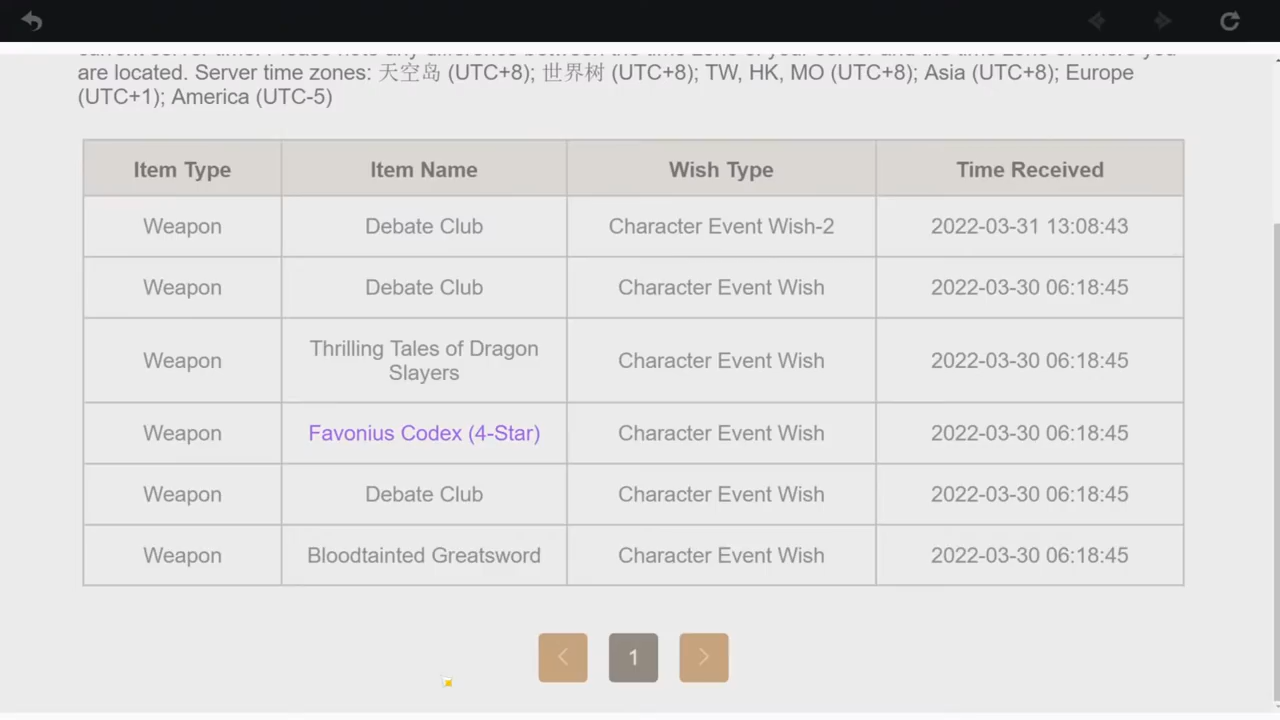 are located. Server time zones: 天空岛 (UTC+8); 世界树 (UTC+8); TW, HK, MO (UTC+8); Asia (UTC+8); Europe
(UTC+1); America (UTC-5)
Item Type Item Name Wish Type Time Received
Weapon Debate Club Character Event Wish-2 2022-03-31 13:08:43
Weapon Debate Club Character Event Wish 2022-03-30 06:18:45
Thrilling Tales of Dragon
Weapon Character Event Wish 2022-03-30 06:18:45
Slayers
Weapon Favonius Codex (4-Star) Character Event Wish 2022-03-30 06:18:45
Weapon Debate Club Character Event Wish 2022-03-30 06:18:45
Weapon Bloodtainted Greatsword Character Event Wish 2022-03-30 06:18:45
1